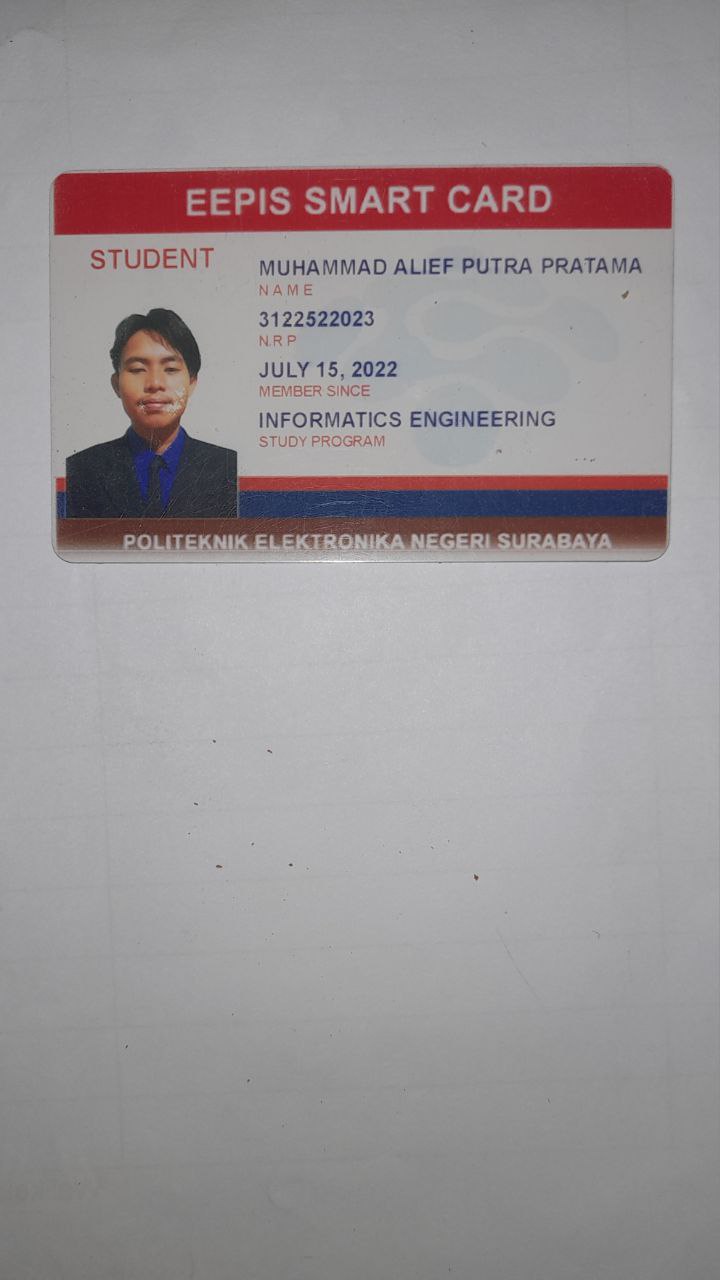 EEPIS SMART CARD
STUDENT
MUHAMMAD ALIEF PUTRA PRATAMA
NAME
3122522023
N.R P
JULY 15, 2022
MEMBER SINCE
INFORMATICS ENGINEERING
STUDY PROGRAM
POLITEKNIK ELEKTRONIKA NEGERI SURABAYA